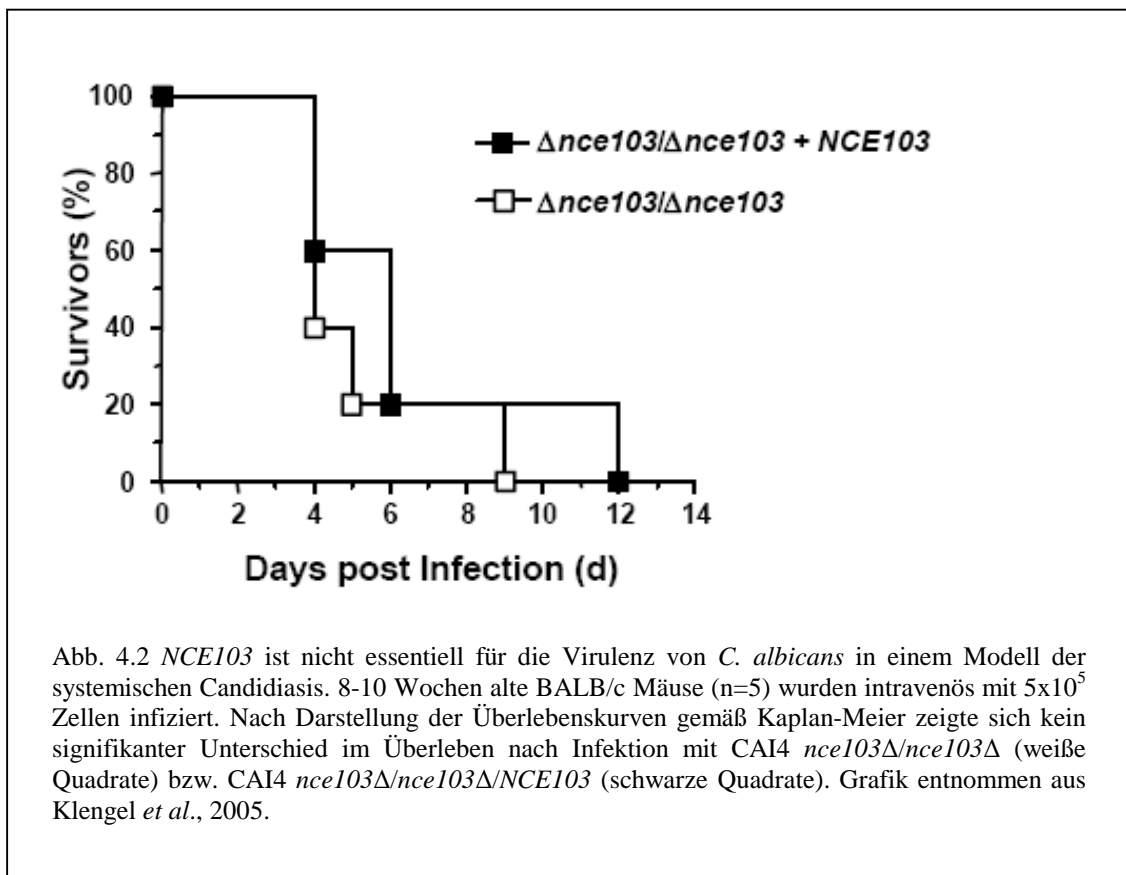 100
80
60
40
20
0
Survivors (%)
Δnce103/Δnce103 + NCE103
Δnce103/Δnce103
0 2 4 6 8 10 12 14
Days post Infection (d)
Abb. 4.2 NCE103 ist nicht essentiell für die Virulenz von C. albicans in einem Modell der
systemischen Candidiasis. 8-10 Wochen alte BALB/c Mäuse (n=5) wurden intravenös mit 5x10⁵
Zellen infiziert. Nach Darstellung der Überlebenskurven gemäß Kaplan-Meier zeigte sich kein
signifikanter Unterschied im Überleben nach Infektion mit CAI4 nce103Δ/nce103Δ (weiße
Quadrate) bzw. CAI4 nce103Δ/nce103Δ/NCE103 (schwarze Quadrate). Grafik entnommen aus
Klengel et al., 2005.